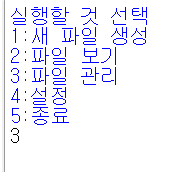 실행할 것 선택
1:새 파일 생성
2:파일 보기
3:파일 관리
4:설정
5:종료
3